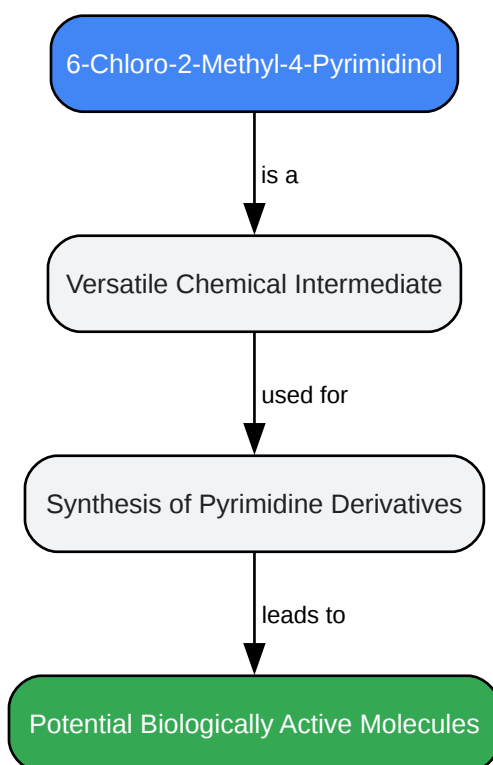 6-Chloro-2-Methyl-4-Pyrimidinol
is a
Versatile Chemical Intermediate
used for
Synthesis of Pyrimidine Derivatives
leads to
Potential Biologically Active Molecules